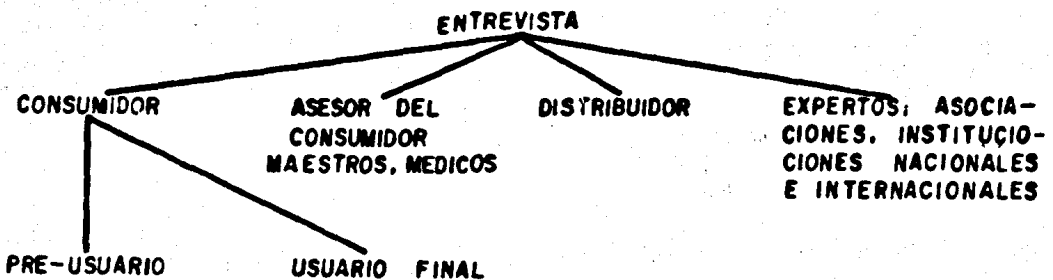 ENTREVISTA
CONSUMIDOR
ASESOR DEL
CONSUMIDOR
MAESTROS, MEDICOS
DISTRIBUIDOR
EXPERTOS, ASOCIA-
CIONES, INSTITUCIO-
CIONES NACIONALES
E INTERNACIONALES
PRE-USUARIO
USUARIO FINAL